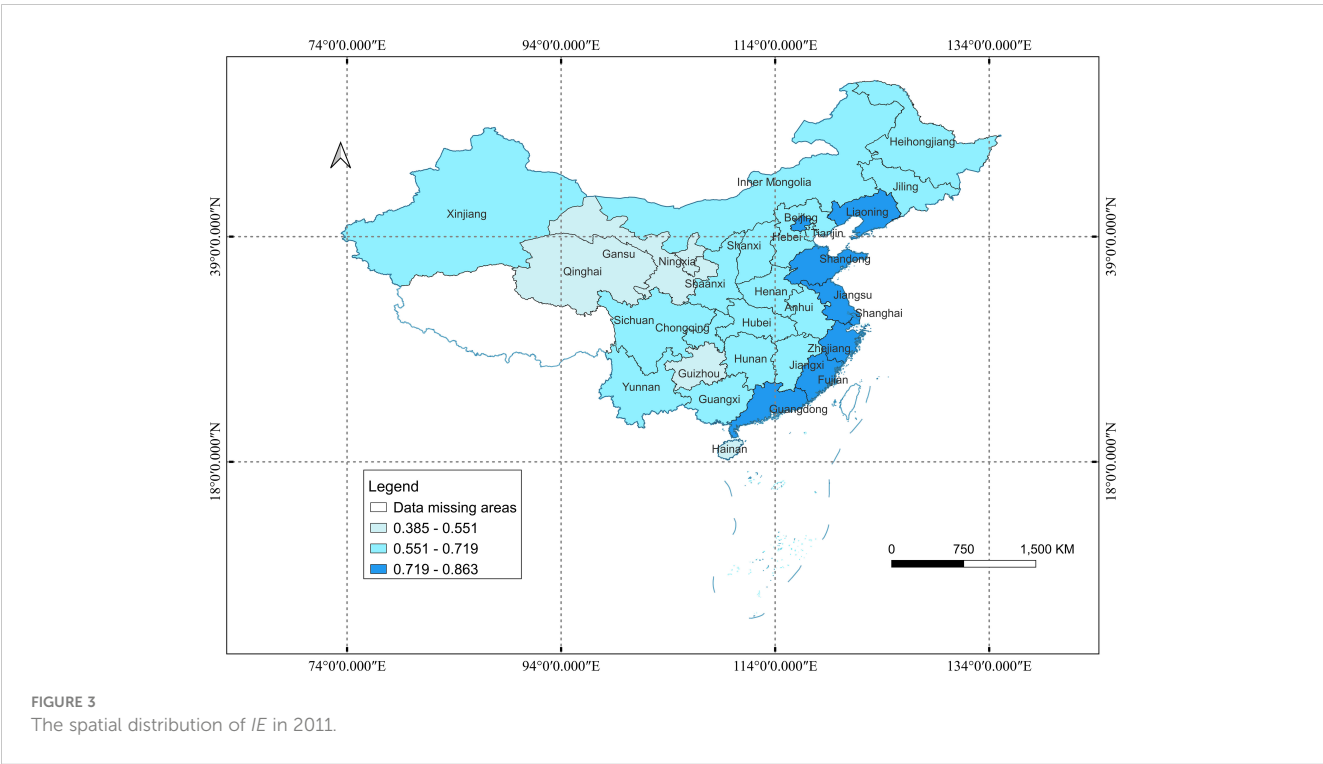 74°0′0.000″E 94°0′0.000″E 114°0′0.000″E 134°0′0.000″E
39°0′0.000″N
39°0′0.000″N
18°0′0.000″N
18°0′0.000″N
Heihongjiang
Inner Mongolia
Jiling
Xinjiang
Beijing
Liaoning
Hebei
Tianjin
Shanxi
Gansu
Ningxia
Shandong
Qinghai
Shaanxi
Henan
Jiangsu
Anhui
Shanghai
Sichuan
Chongqing
Hubei
Zhejiang
Hunan
Jiangxi
Guizhou
Fujian
Yunnan
Guangxi
Guangdong
Hainan
Legend
Data missing areas
0.385 - 0.551
0.551 - 0.719
0.719 - 0.863
0 750 1,500 KM
74°0′0.000″E 94°0′0.000″E 114°0′0.000″E 134°0′0.000″E
FIGURE 3
The spatial distribution of IE in 2011.